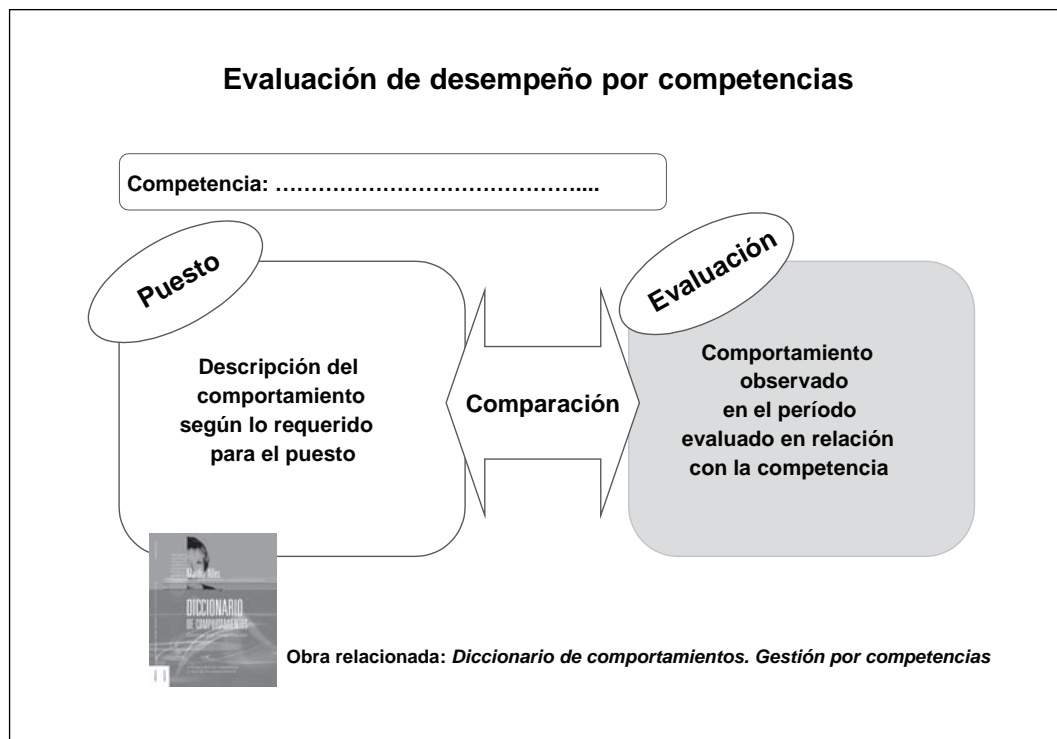 Evaluación de desempeño por competencias
Competencia: ……………………………………....
Puesto
Descripción del
comportamiento
según lo requerido
para el puesto
Comparación
Evaluación
Comportamiento
observado
en el período
evaluado en relación
con la competencia
Martha Alles
DICCIONARIO
DE COMPORTAMIENTOS
Obra relacionada: Diccionario de comportamientos. Gestión por competencias